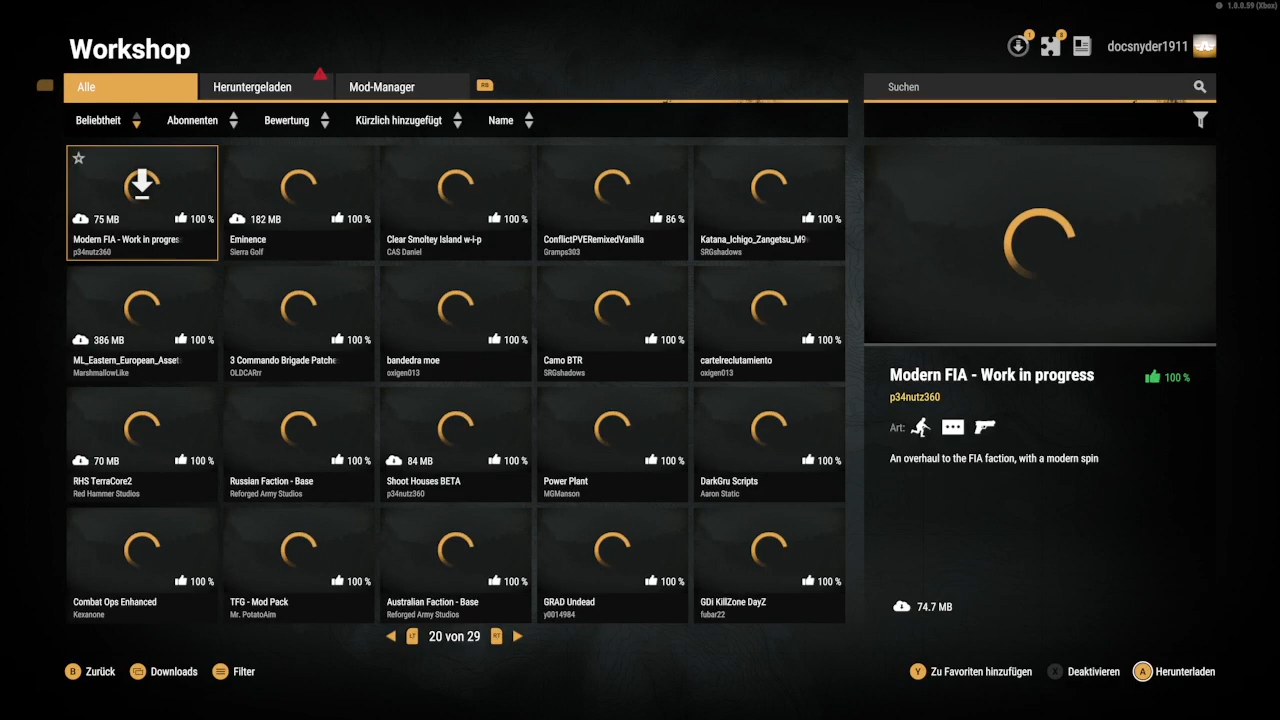 1.0.0.59 (Xbox)
Workshop
1
8
docsnyder1911
Alle
Heruntergeladen
Mod-Manager
RB
Suchen
Beliebtheit
Abonnenten
Bewertung
Kürzlich hinzugefügt
Name
75 MB
100 %
182 MB
100 %
100 %
86 %
100 %
Modern FIA - Work in progres
Eminence
Clear Smoltey Island w-i-p
ConflictPVERemixedVanilla
Katana_Ichigo_Zangetsu_M9
p34nutz360
Sierra Golf
CAS Daniel
Gramps303
SRGshadows
386 MB
100 %
100 %
100 %
100 %
100 %
ML_Eastern_European_Asset
3 Commando Brigade Patche
bandedra moe
Camo BTR
cartelreclutamiento
MarshmallowLike
OLDCARrr
oxigen013
SRGshadows
oxigen013
70 MB
100 %
100 %
84 MB
100 %
100 %
100 %
RHS TerraCore2
Russian Faction - Base
Shoot Houses BETA
Power Plant
DarkGru Scripts
Red Hammer Studios
Reforged Army Studios
p34nutz360
MGManson
Aaron Static
100 %
100 %
100 %
100 %
100 %
Combat Ops Enhanced
TFG - Mod Pack
Australian Faction - Base
GRAD Undead
GDi KillZone DayZ
Kexanone
Mr. PotatoAim
Reforged Army Studios
y0014984
fubar22
LT
20 von 29
RT
Modern FIA - Work in progress
100 %
p34nutz360
Art:
An overhaul to the FIA faction, with a modern spin
74.7 MB
B Zurück
Downloads
Filter
Y Zu Favoriten hinzufügen
X Deaktivieren
A Herunterladen